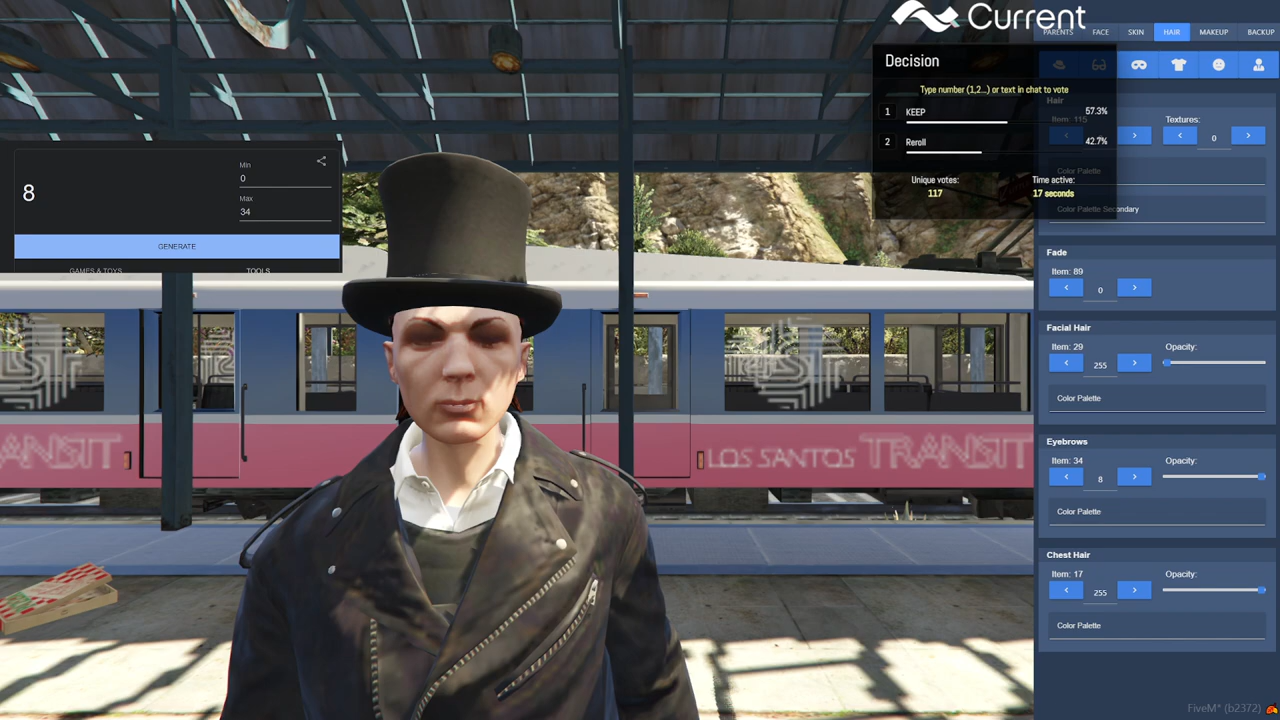 Current
PARENTS FACE SKIN HAIR MAKEUP BACKUP
Decision
Type number (1,2...) or text in chat to vote
1 KEEP 57.3%
2 Reroll 42.7%
Unique votes: Time active:
117 17 seconds
Hair
Item: 115 Textures:
0
Color Palette
Color Palette Secondary
Min
0
8
Max
34
GENERATE
GAMES & TOYS TOOLS
Fade
Item: 89
0
Facial Hair
Item: 29 Opacity:
255
Color Palette
Eyebrows
Item: 34 Opacity:
8
Color Palette
Chest Hair
Item: 17 Opacity:
255
Color Palette
ANSIT LOS SANTOS TRANSIT
FiveM* (b2372)